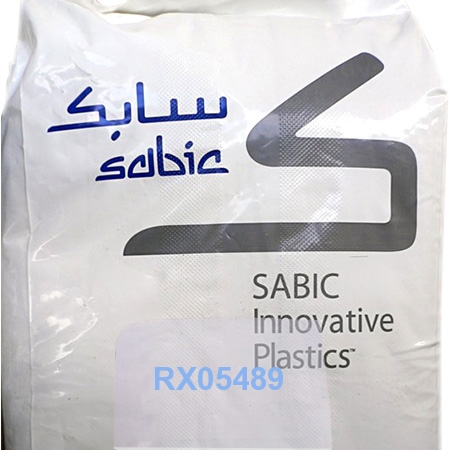 سابك
sabic
SABIC
Innovative
Plastics™
RX05489